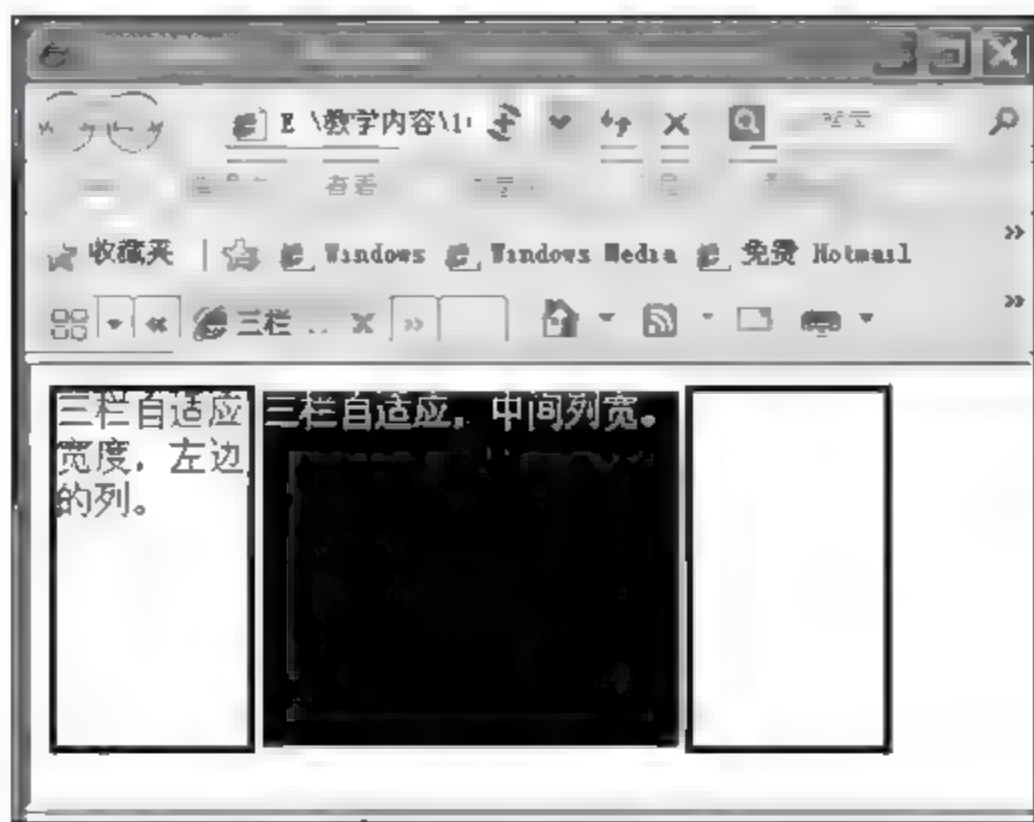 E \教学内容\1
查看
收藏夹 Windows Windows Media 免费 Hotmail
三栏 ..
三栏自适应宽度，左边的列。
三栏自适应，中间列宽。